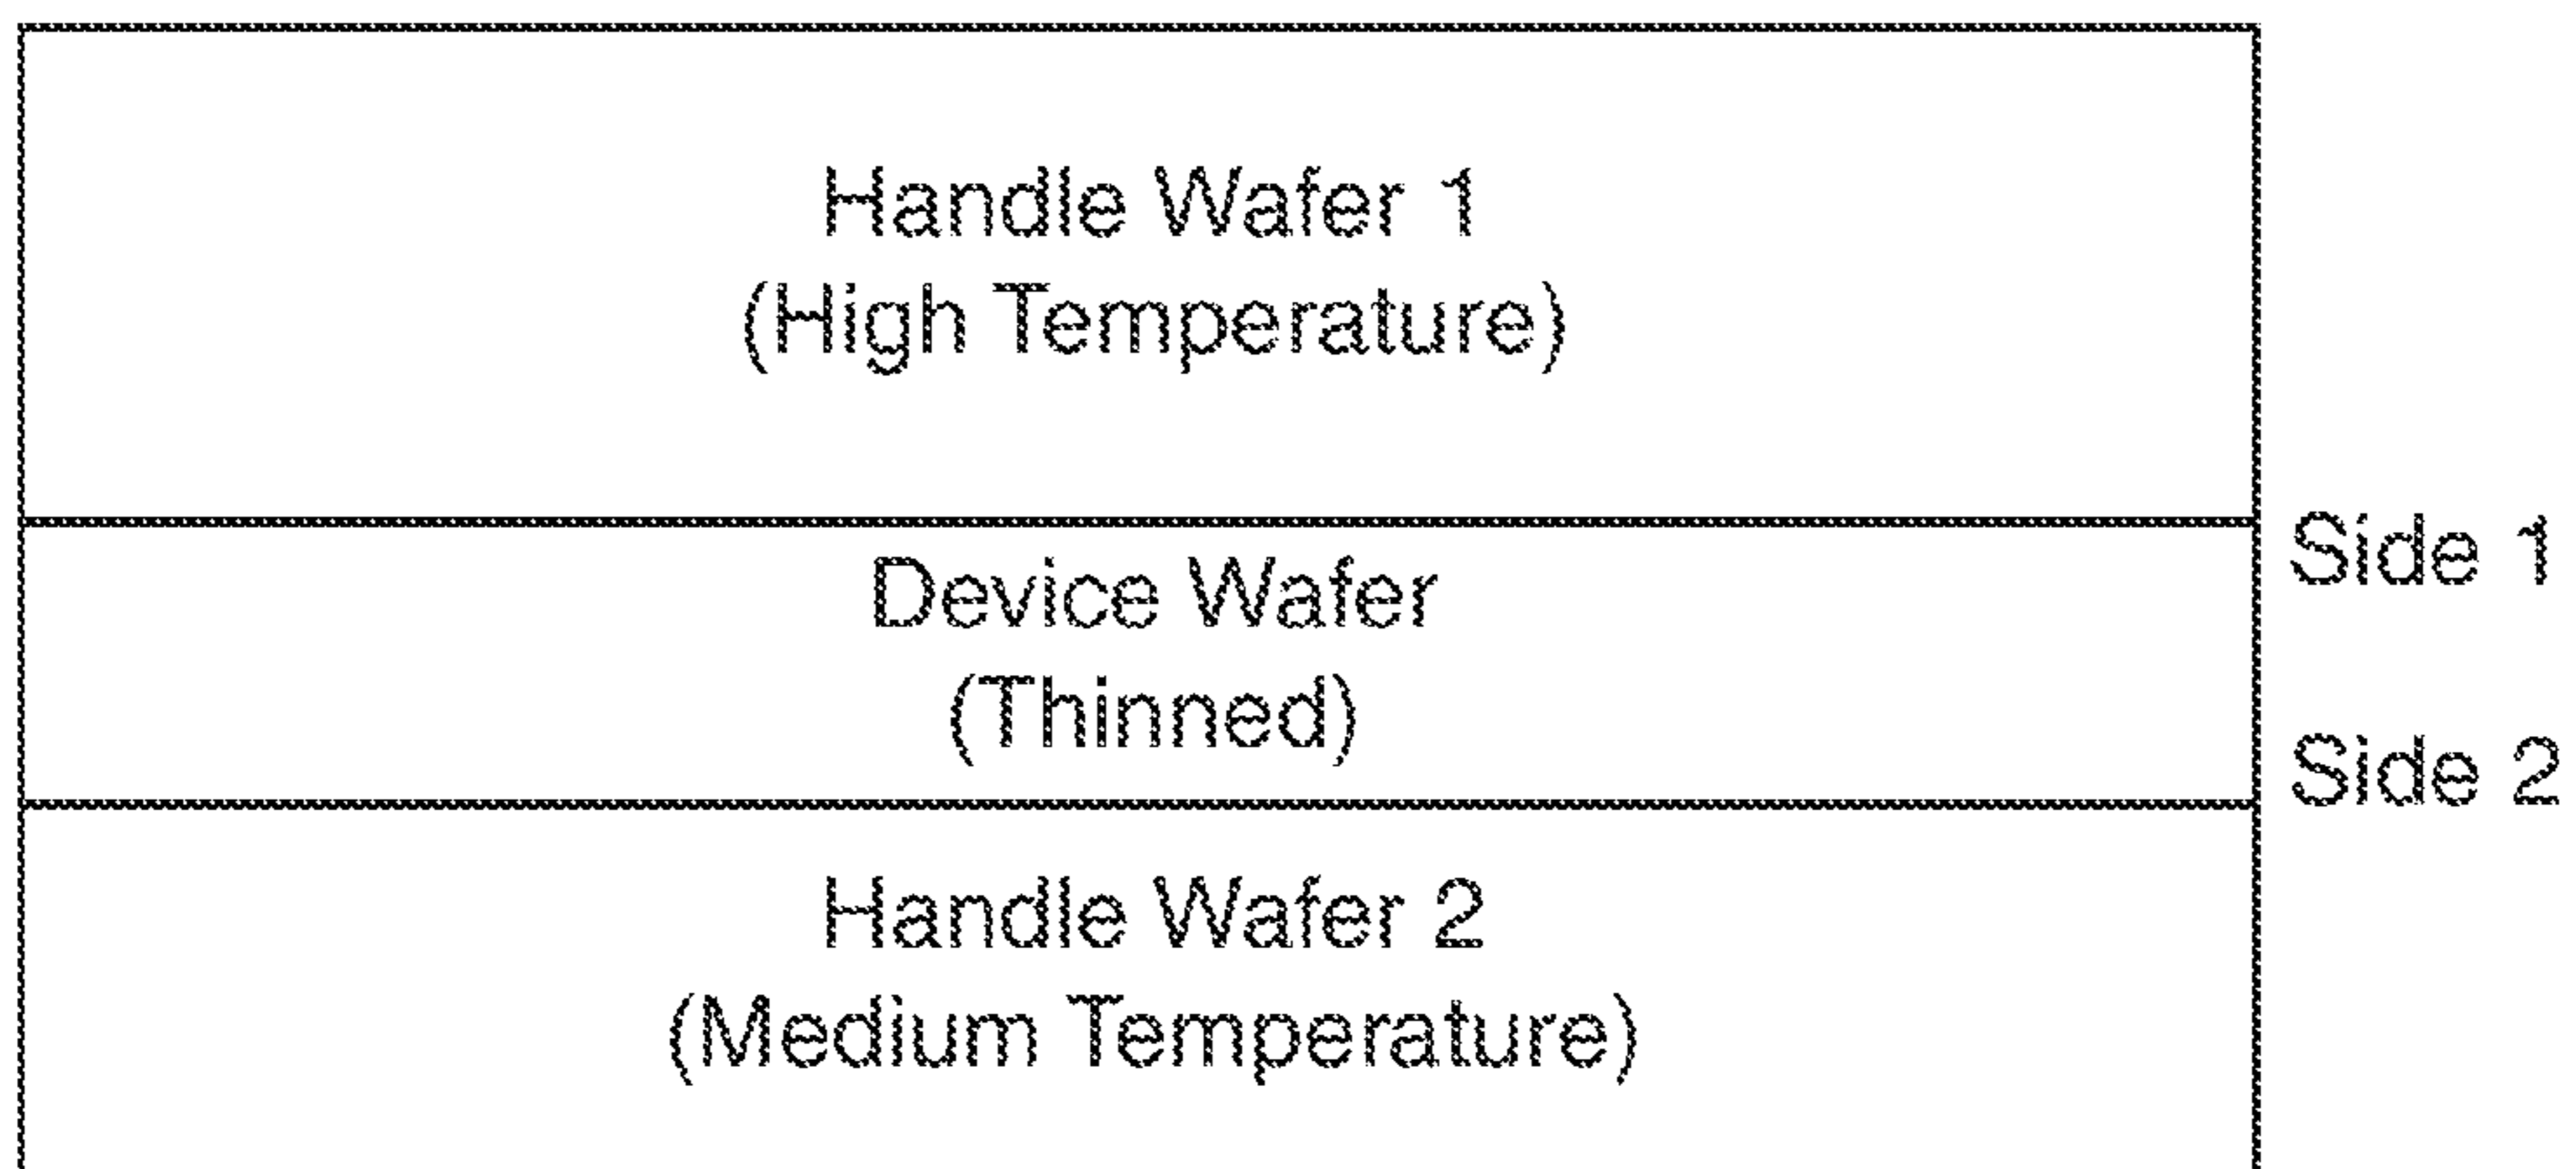 Handle Wafer 1
(High Temperature)
Side 1
Device Wafer
(Thinned)
Side 2
Handle Wafer 2
(Medium Temperature)